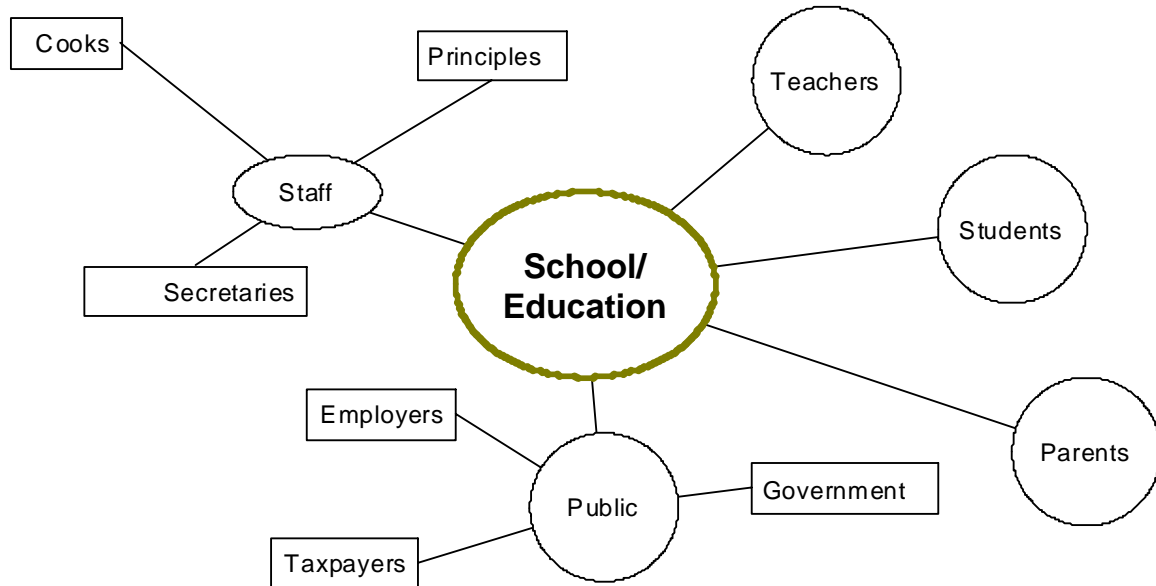 Cooks
Principles
Teachers
Staff
Students
Secretaries
School/
Education
Employers
Parents
Government
Public
Taxpayers